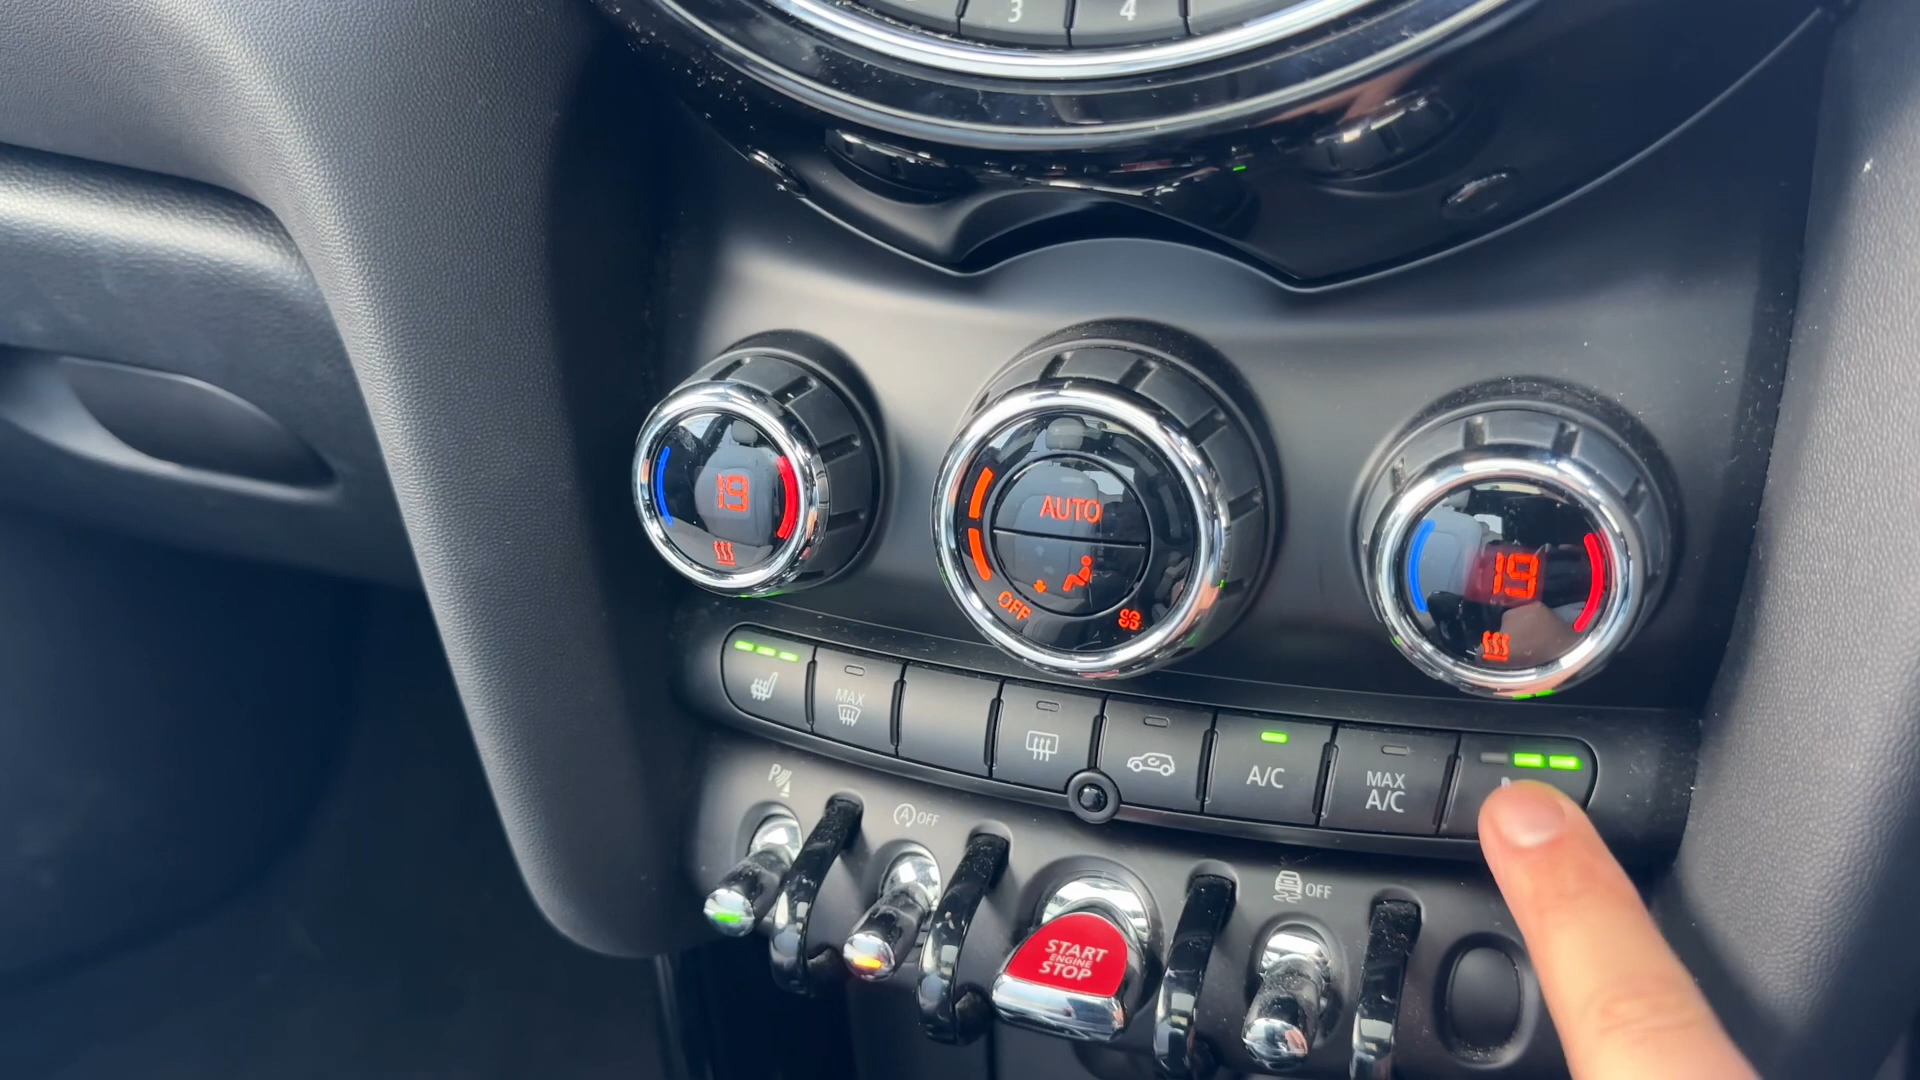 3
4
19
AUTO
OFF
19
MAX
A/C
MAX
A/C
P
A OFF
OFF
START
ENGINE
STOP